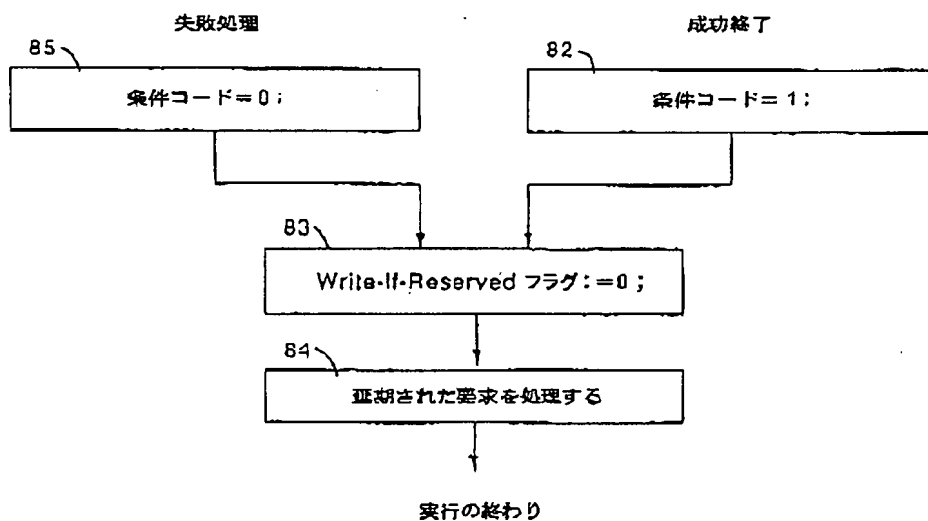 失敗処理
成功終了
85
82
条件コード=0;
条件コード=1;
83
Write-If-Reserved フラグ:=0;
84
延期された要求を処理する
実行の終わり